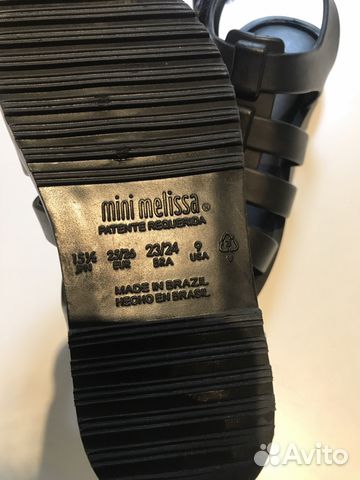 mini melissa®
PATENTE REQUERIDA
15½ 25/26 23/24 9
JPN EUR BRA USA
MADE IN BRAZIL
HECHO EN BRASIL
Avito